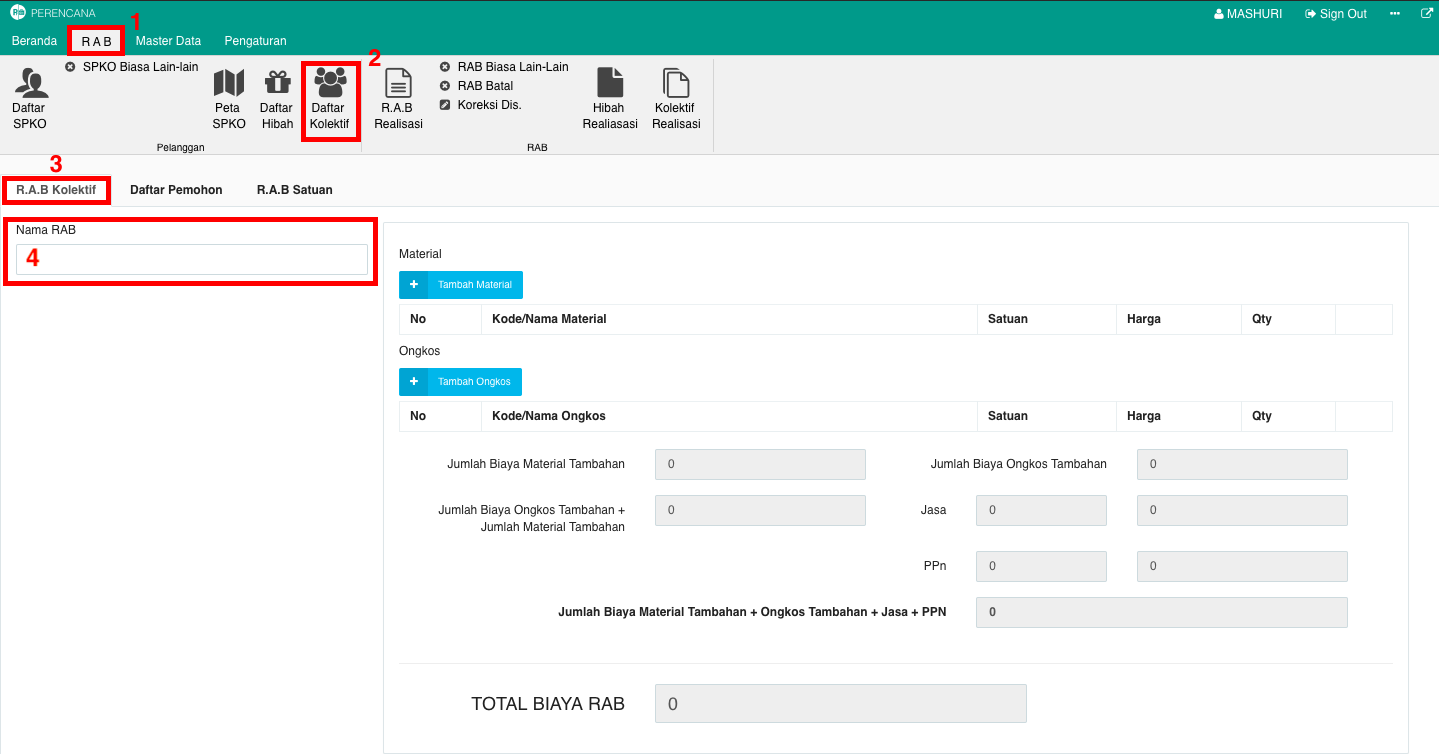 Rm PERENCANA
MASHURI
Sign Out
1
Beranda
R A B
Master Data
Pengaturan
2
Daftar
SPKO
SPKO Biasa Lain-lain
Peta
SPKO
Daftar
Hibah
Daftar
Kolektif
Pelanggan
R.A.B
Realisasi
RAB Biasa Lain-Lain
RAB Batal
Koreksi Dis.
Hibah
Realiasasi
Kolektif
Realisasi
RAB
3
R.A.B Kolektif
Daftar Pemohon
R.A.B Satuan
Nama RAB
4
Material
+ Tambah Material
No Kode/Nama Material Satuan Harga Qty
Ongkos
+ Tambah Ongkos
No Kode/Nama Ongkos Satuan Harga Qty
Jumlah Biaya Material Tambahan 0
Jumlah Biaya Ongkos Tambahan 0
Jumlah Biaya Ongkos Tambahan +
Jumlah Material Tambahan
0
Jasa 0 0
PPn 0 0
Jumlah Biaya Material Tambahan + Ongkos Tambahan + Jasa + PPN 0
TOTAL BIAYA RAB 0